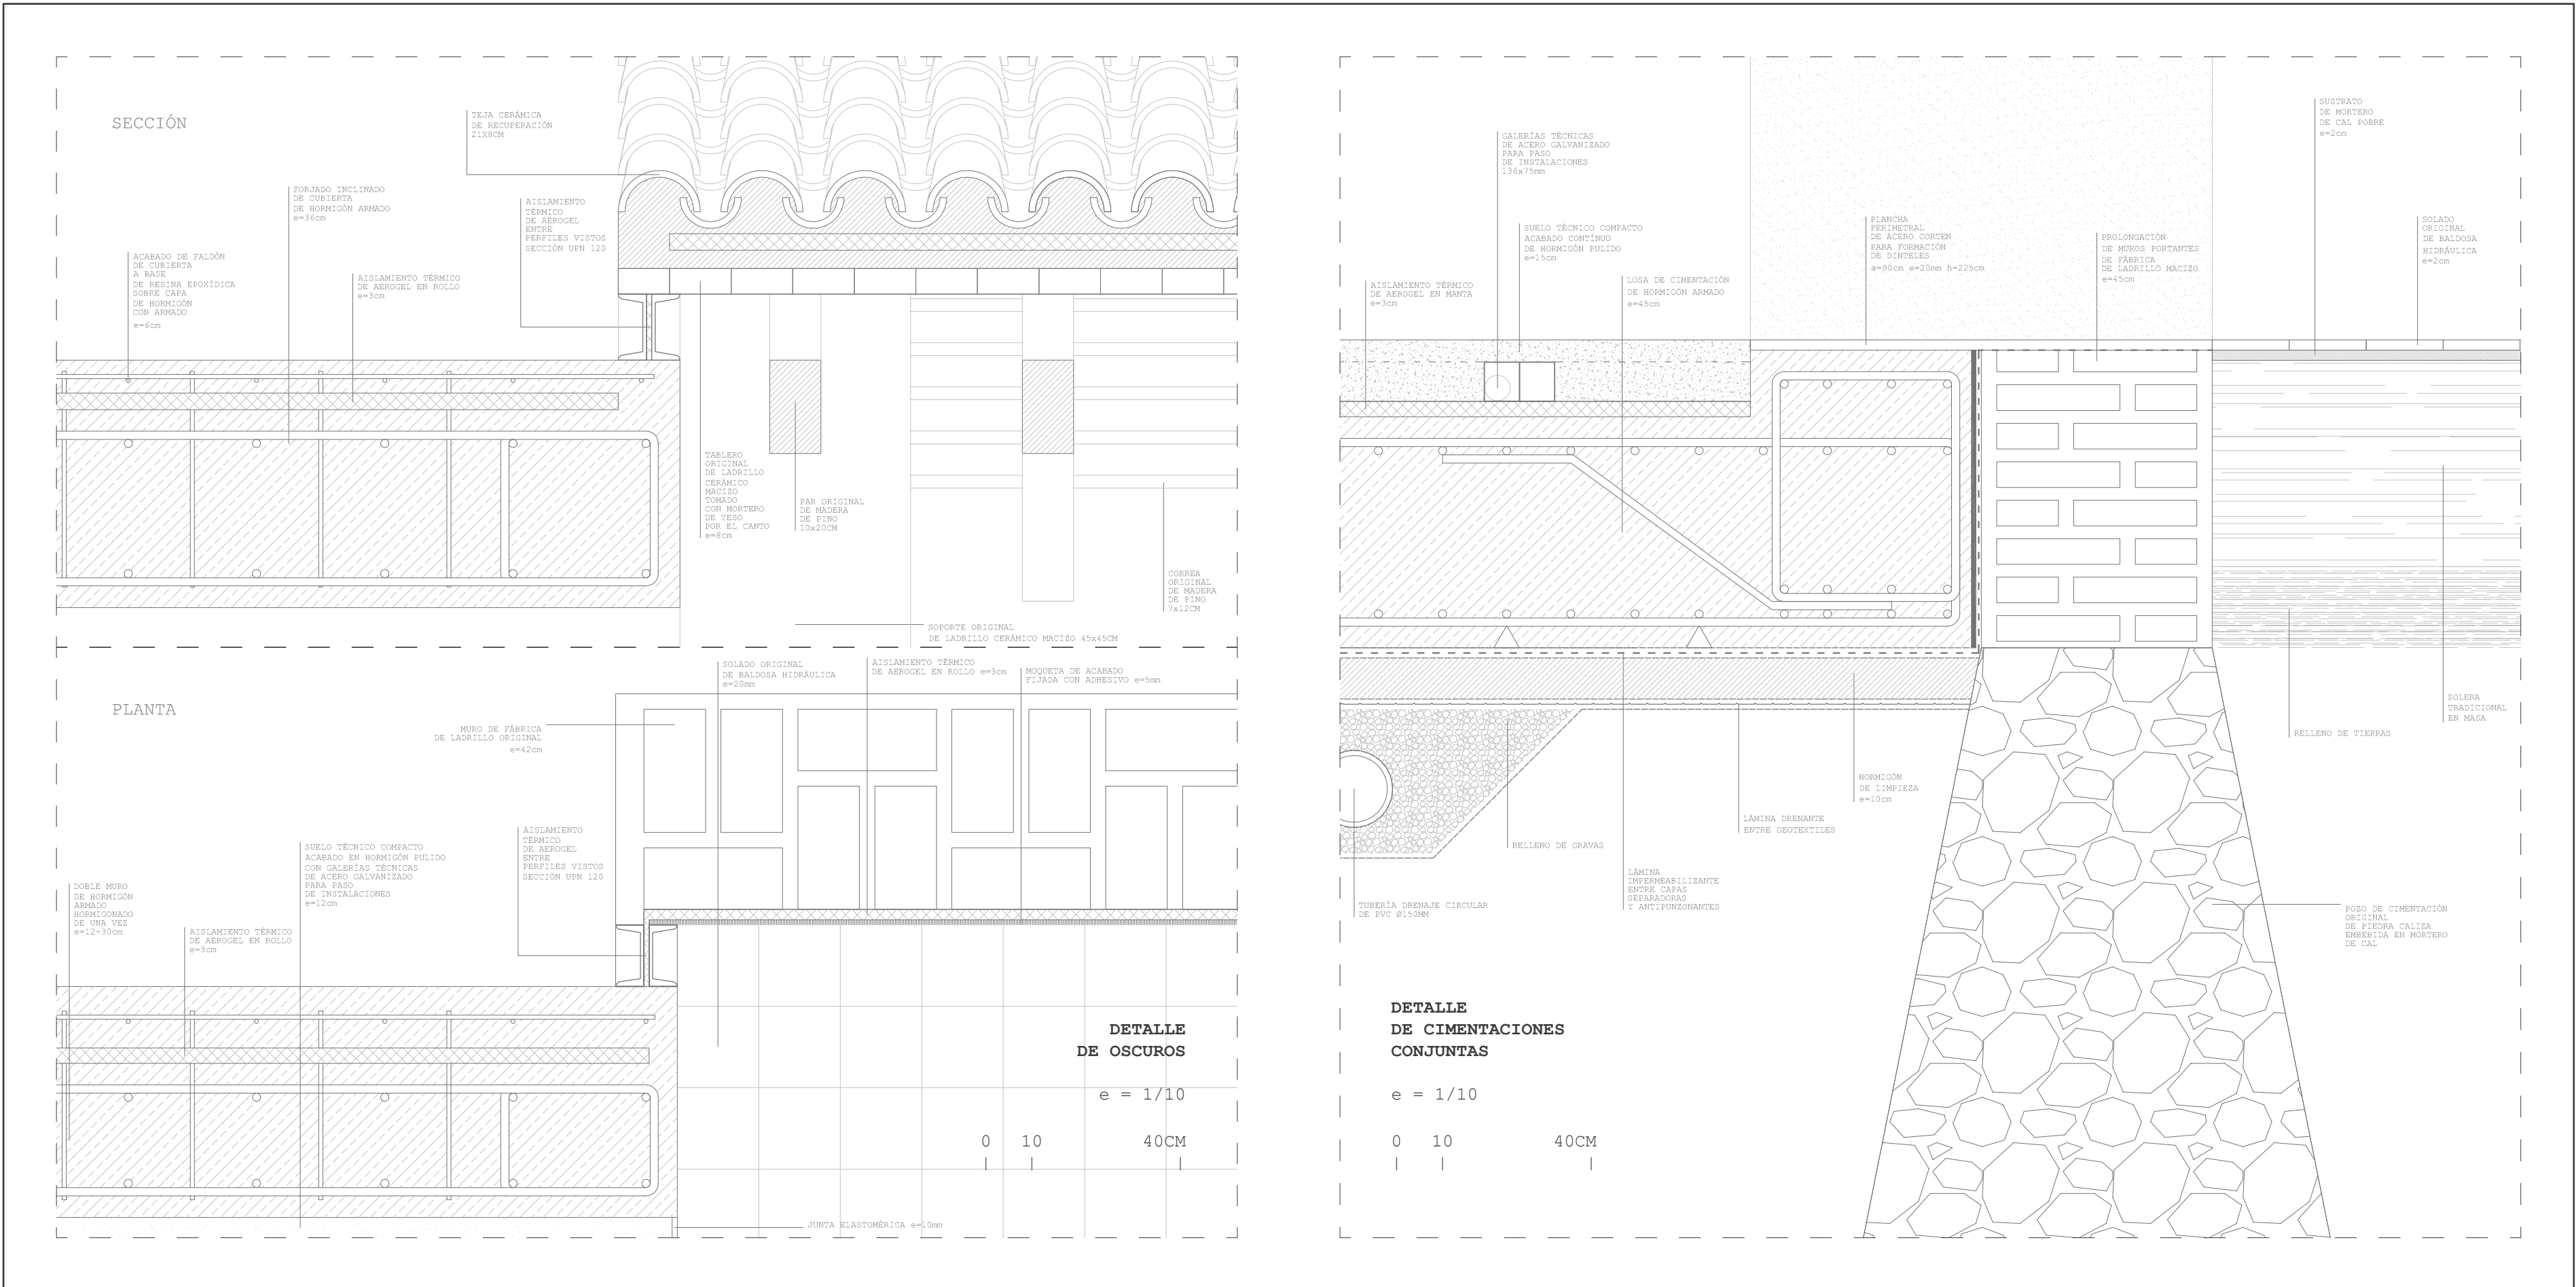 SECCIÓN
TEJA CERÁMICA
DE RECUPERACIÓN
21X9CM
FORJADO INCLINADO
DE CUBIERTA
DE HORMIGÓN ARMADO
e=36cm
AISLAMIENTO
TÉRMICO
DE AEROGEL
ENTRE
PERFILES VISTOS
SECCIÓN UPN 120
ACABADO DE FALDÓN
DE CUBIERTA
A BASE
DE RESINA EPOXÍDICA
SOBRE CAPA
DE HORMIGÓN
CON ARMADO
e=6cm
AISLAMIENTO TÉRMICO
DE AEROGEL EN ROLLO
e=3cm
TABLERO
ORIGINAL
DE LADRILLO
CERÁMICO
MACIZO
TOMADO
CON MORTERO
DE YESO
POR EL CANTO
e=8cm
PAR ORIGINAL
DE MADERA
DE PINO
10x20CM
CORREA
ORIGINAL
DE MADERA
DE PINO
7x12CM
SOPORTE ORIGINAL
DE LADRILLO CERÁMICO MACIZO 45x45CM
PLANTA
SOLADO ORIGINAL
DE BALDOSA HIDRÁULICA
e=20mm
AISLAMIENTO TÉRMICO
DE AEROGEL EN ROLLO e=3cm
MOQUETA DE ACABADO
FIJADA CON ADHESIVO e=5mm
MURO DE FÁBRICA
DE LADRILLO ORIGINAL
e=42cm
AISLAMIENTO
TÉRMICO
DE AEROGEL
ENTRE
PERFILES VISTOS
SECCIÓN UPN 120
SUELO TÉCNICO COMPACTO
ACABADO EN HORMIGÓN PULIDO
CON GALERÍAS TÉCNICAS
DE ACERO GALVANIZADO
PARA PASO
DE INSTALACIONES
e=12cm
DOBLE MURO
DE HORMIGÓN
ARMADO
HORMIGONADO
DE UNA VEZ
e=12+30cm
AISLAMIENTO TÉRMICO
DE AEROGEL EN ROLLO
e=3cm
JUNTA ELASTOMÉRICA e=10mm
DETALLE
DE OSCUROS
e = 1/10
0 10 40CM
GALERÍAS TÉCNICAS
DE ACERO GALVANIZADO
PARA PASO
DE INSTALACIONES
136x75mm
SUELO TÉCNICO COMPACTO
ACABADO CONTÍNUO
DE HORMIGÓN PULIDO
e=15cm
AISLAMIENTO TÉRMICO
DE AEROGEL EN MANTA
e=3cm
LOSA DE CIMENTACIÓN
DE HORMIGÓN ARMADO
e=45cm
PLANCHA
PERIMETRAL
DE ACERO CORTEN
PARA FORMACIÓN
DE DINTELES
a=90cm e=20mm h=225cm
PROLONGACIÓN
DE MUROS PORTANTES
DE FÁBRICA
DE LADRILLO MACIZO
e=45cm
SUSTRATO
DE MORTERO
DE CAL POBRE
e=2cm
SOLADO
ORIGINAL
DE BALDOSA
HIDRÁULICA
e=2cm
SOLERA
TRADICIONAL
EN MASA
RELLENO DE TIERRAS
HORMIGÓN
DE LIMPIEZA
e=10cm
LÁMINA DRENANTE
ENTRE GEOTEXTILES
RELLENO DE GRAVAS
LÁMINA
IMPERMEABILIZANTE
ENTRE CAPAS
SEPARADORAS
Y ANTIPUNZONANTES
TUBERÍA DRENAJE CIRCULAR
DE PVC Ø150MM
POZO DE CIMENTACIÓN
ORIGINAL
DE PIEDRA CALIZA
EMBEBIDA EN MORTERO
DE CAL
DETALLE
DE CIMENTACIONES
CONJUNTAS
e = 1/10
0 10 40CM